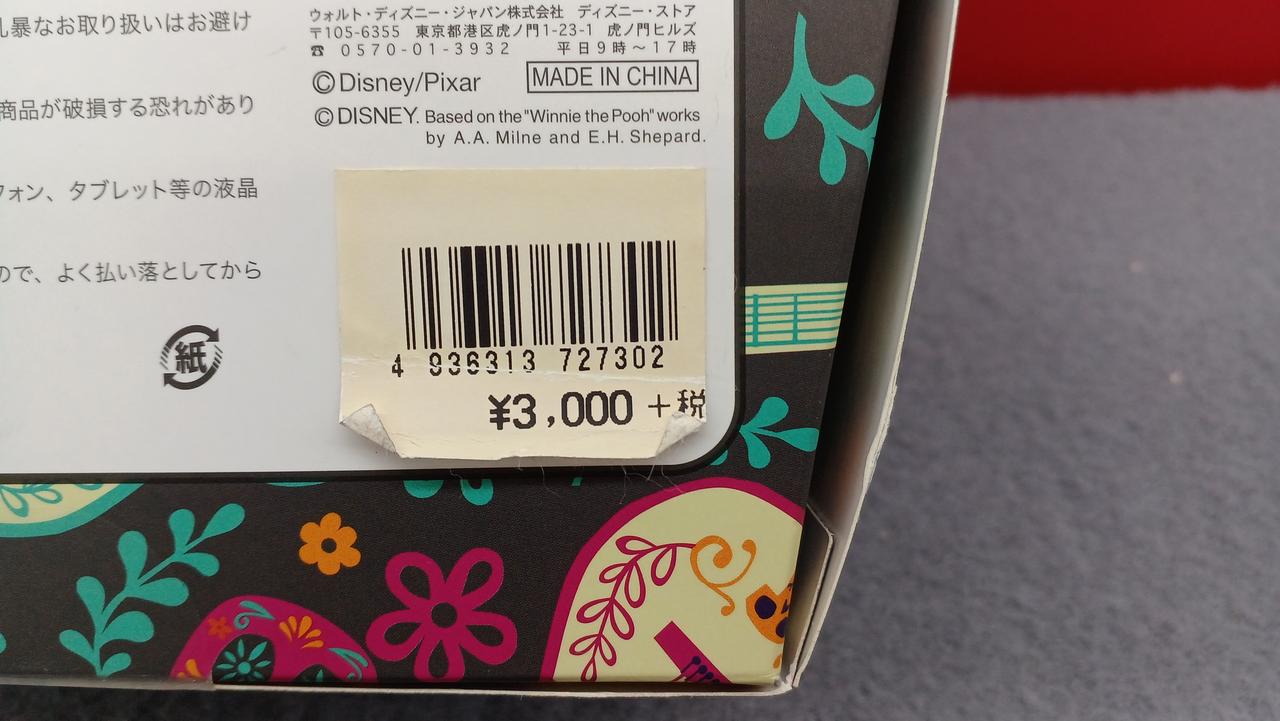 乱暴なお取り扱いはお避け
商品が破損する恐れがあり
フォン、タブレット等の液晶
ので、よく払い落としてから
紙
ウォルト・ディズニー・ジャパン株式会社 ディズニー・ストア
〒105-6355 東京都港区虎ノ門1-23-1 虎ノ門ヒルズ
☎ 0570-01-3932 平日9時～17時
©Disney/Pixar MADE IN CHINA
©DISNEY. Based on the "Winnie the Pooh" works
by A.A. Milne and E.H. Shepard.
4 936313 727302
¥3,000 +税